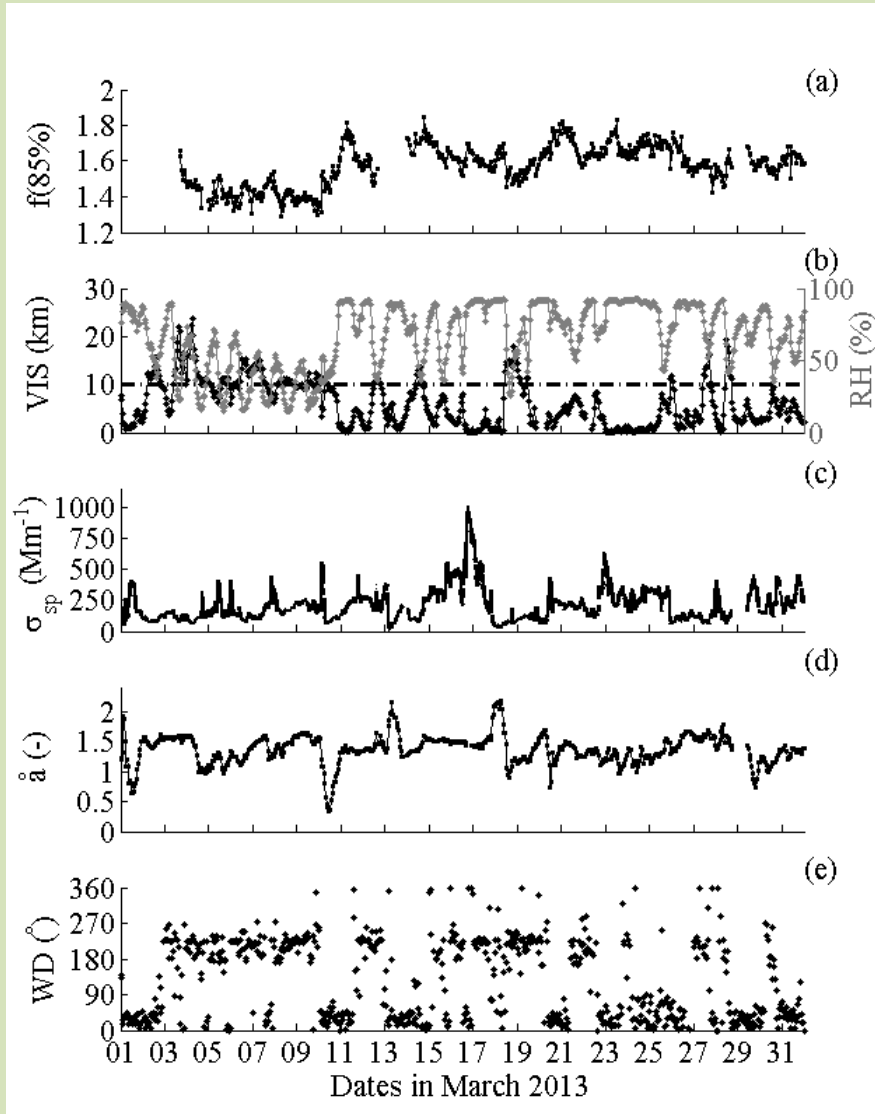 (a)
2
1.8
1.6
1.4
1.2
f(85%)
(b)
30
20
10
0
VIS (km)
100
50
0
RH (%)
(c)
1000
750
500
250
0
σsp (Mm⁻¹)
(d)
2
1.5
1
0.5
0
å (-)
(e)
360
270
180
90
0
WD (°)
01 03 05 07 09 11 13 15 17 19 21 23 25 27 29 31
Dates in March 2013